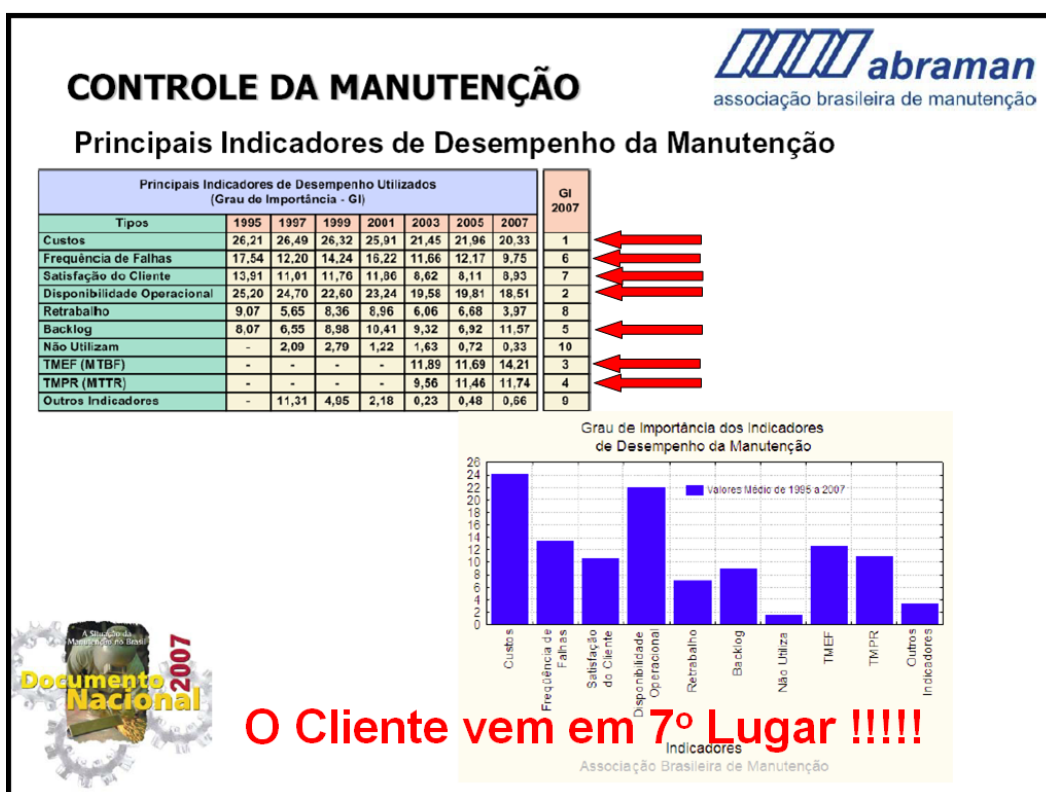 abraman
associação brasileira de manutenção
CONTROLE DA MANUTENÇÃO
Principais Indicadores de Desempenho da Manutenção
Principais Indicadores de Desempenho Utilizados
(Grau de Importância - GI)
GI
2007
Tipos 1995 1997 1999 2001 2003 2005 2007
Custos 26,21 26,49 26,32 25,91 21,45 21,96 20,33 1
Frequência de Falhas 17,54 12,20 14,24 16,22 11,66 12,17 9,75 6
Satisfação do Cliente 13,91 11,01 11,76 11,86 8,62 8,11 8,93 7
Disponibilidade Operacional 25,20 24,70 22,60 23,24 19,58 19,81 18,51 2
Retrabalho 9,07 5,65 8,36 8,96 6,06 6,68 3,97 8
Backlog 8,07 6,55 8,98 10,41 9,32 6,92 11,57 5
Não Utilizam - 2,09 2,79 1,22 1,63 0,72 0,33 10
TMEF (MTBF) - - - - 11,89 11,69 14,21 3
TMPR (MTTR) - - - - 9,56 11,46 11,74 4
Outros Indicadores - 11,31 4,95 2,18 0,23 0,48 0,66 9
Grau de Importância dos Indicadores
de Desempenho da Manutenção
26
24
22
20
18
16
14
12
10
8
6
4
2
0
Valores Médio de 1995 a 2007
Custos
Freqüência de
Falhas
Satisfação
do Cliente
Disponibilidade
Operacional
Retrabalho
Backlog
Não Utiliza
TMEF
TMPR
Outros
Indicadores
A Situação da
Manutenção no Brasil
Documento
Nacional
2007
O Cliente vem em 7º Lugar !!!!!
Indicadores
Associação Brasileira de Manutenção